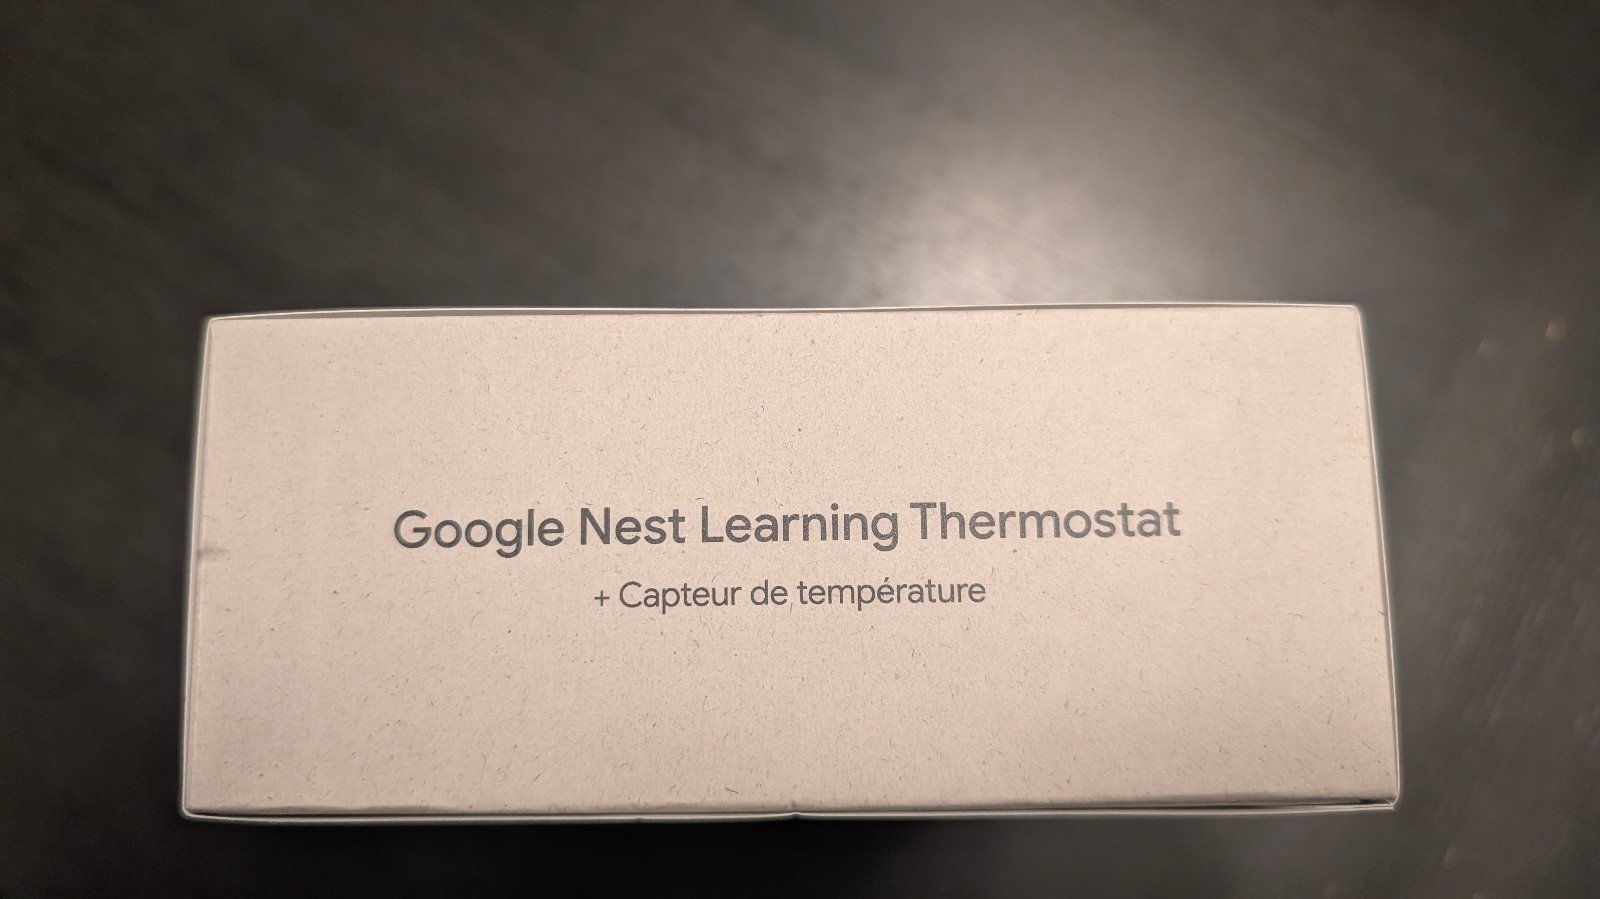 Google Nest Learning Thermostat
+ Capteur de température